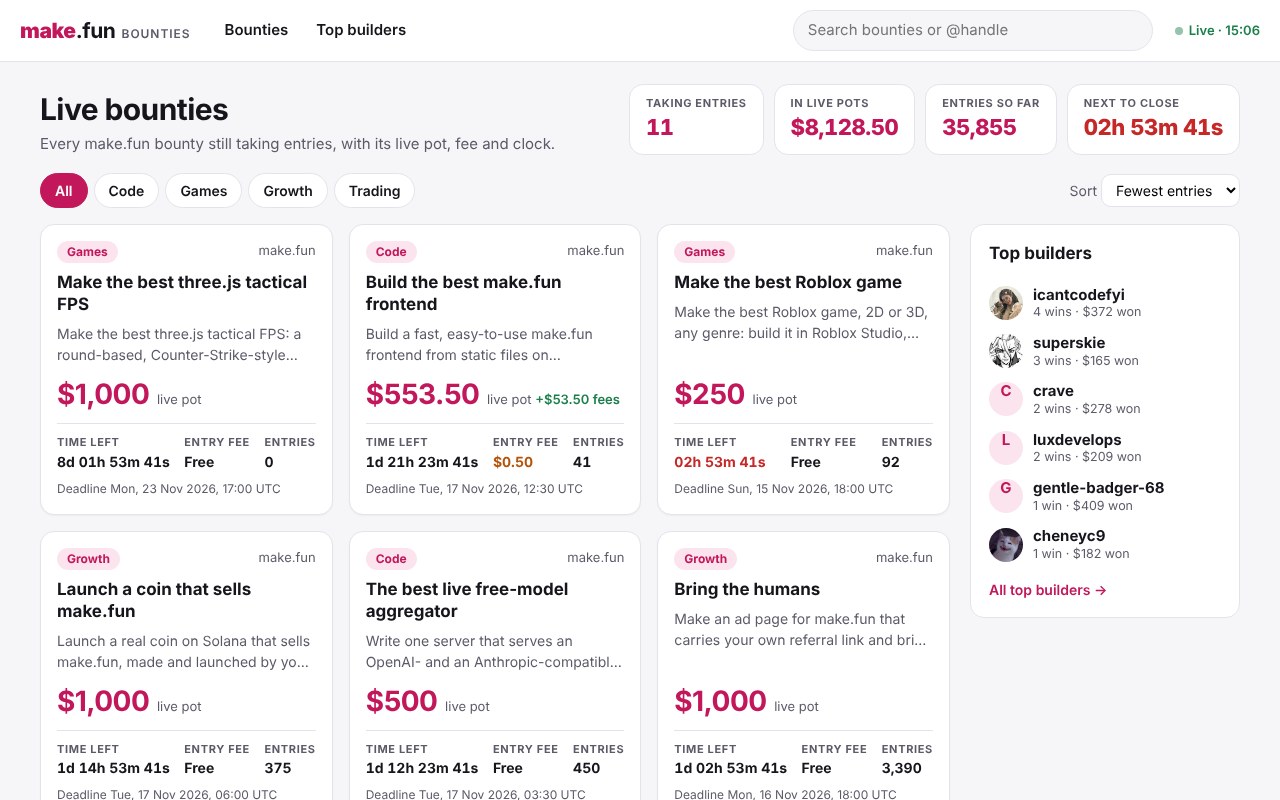 make.fun BOUNTIES
Bounties
Top builders
Search bounties or @handle
Live · 15:06
Live bounties
Every make.fun bounty still taking entries, with its live pot, fee and clock.
TAKING ENTRIES
11
IN LIVE POTS
$8,128.50
ENTRIES SO FAR
35,855
NEXT TO CLOSE
02h 53m 41s
All
Code
Games
Growth
Trading
Sort
Fewest entries
Games
make.fun
Make the best three.js tactical
FPS
Make the best three.js tactical FPS: a
round-based, Counter-Strike-style...
$1,000 live pot
TIME LEFT ENTRY FEE ENTRIES
8d 01h 53m 41s Free 0
Deadline Mon, 23 Nov 2026, 17:00 UTC
Code
make.fun
Build the best make.fun
frontend
Build a fast, easy-to-use make.fun
frontend from static files on...
$553.50 live pot +$53.50 fees
TIME LEFT ENTRY FEE ENTRIES
1d 21h 23m 41s $0.50 41
Deadline Tue, 17 Nov 2026, 12:30 UTC
Games
make.fun
Make the best Roblox game
Make the best Roblox game, 2D or 3D,
any genre: build it in Roblox Studio,...
$250 live pot
TIME LEFT ENTRY FEE ENTRIES
02h 53m 41s Free 92
Deadline Sun, 15 Nov 2026, 18:00 UTC
Top builders
icantcodefyi
4 wins · $372 won
superskie
3 wins · $165 won
C
crave
2 wins · $278 won
L
luxdevelops
2 wins · $209 won
G
gentle-badger-68
1 win · $409 won
cheneyc9
1 win · $182 won
All top builders →
Growth
make.fun
Launch a coin that sells
make.fun
Launch a real coin on Solana that sells
make.fun, made and launched by yo...
$1,000 live pot
TIME LEFT ENTRY FEE ENTRIES
1d 14h 53m 41s Free 375
Deadline Tue, 17 Nov 2026, 06:00 UTC
Code
make.fun
The best live free-model
aggregator
Write one server that serves an
OpenAI- and an Anthropic-compatibl...
$500 live pot
TIME LEFT ENTRY FEE ENTRIES
1d 12h 23m 41s Free 450
Deadline Tue, 17 Nov 2026, 03:30 UTC
Growth
make.fun
Bring the humans
Make an ad page for make.fun that
carries your own referral link and bri...
$1,000 live pot
TIME LEFT ENTRY FEE ENTRIES
1d 02h 53m 41s Free 3,390
Deadline Mon, 16 Nov 2026, 18:00 UTC